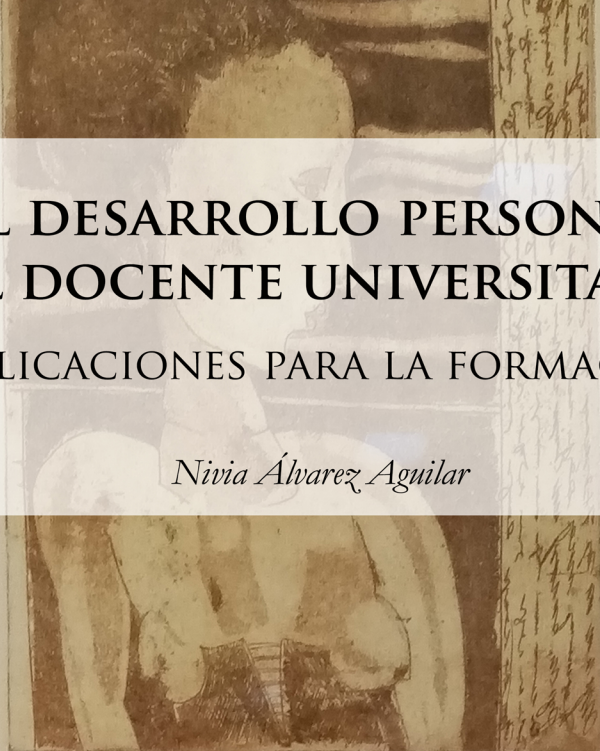 L DESARROLLO PERSON
L DOCENTE UNIVERSITA
LICACIONES PARA LA FORMAC
Nivia Álvarez Aguilar